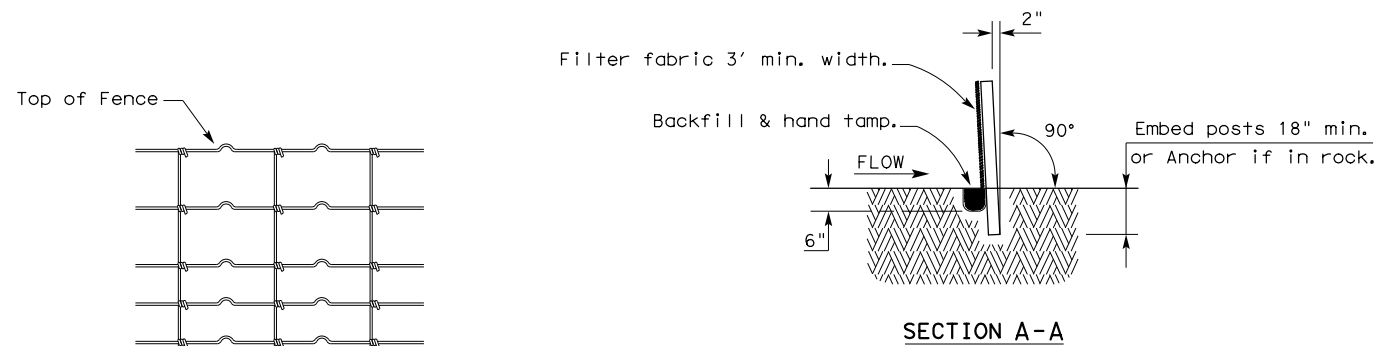 Top of Fence
2"
Filter fabric 3' min. width.
Backfill & hand tamp.
90°
Embed posts 18" min.
or Anchor if in rock.
FLOW
6"
SECTION A-A